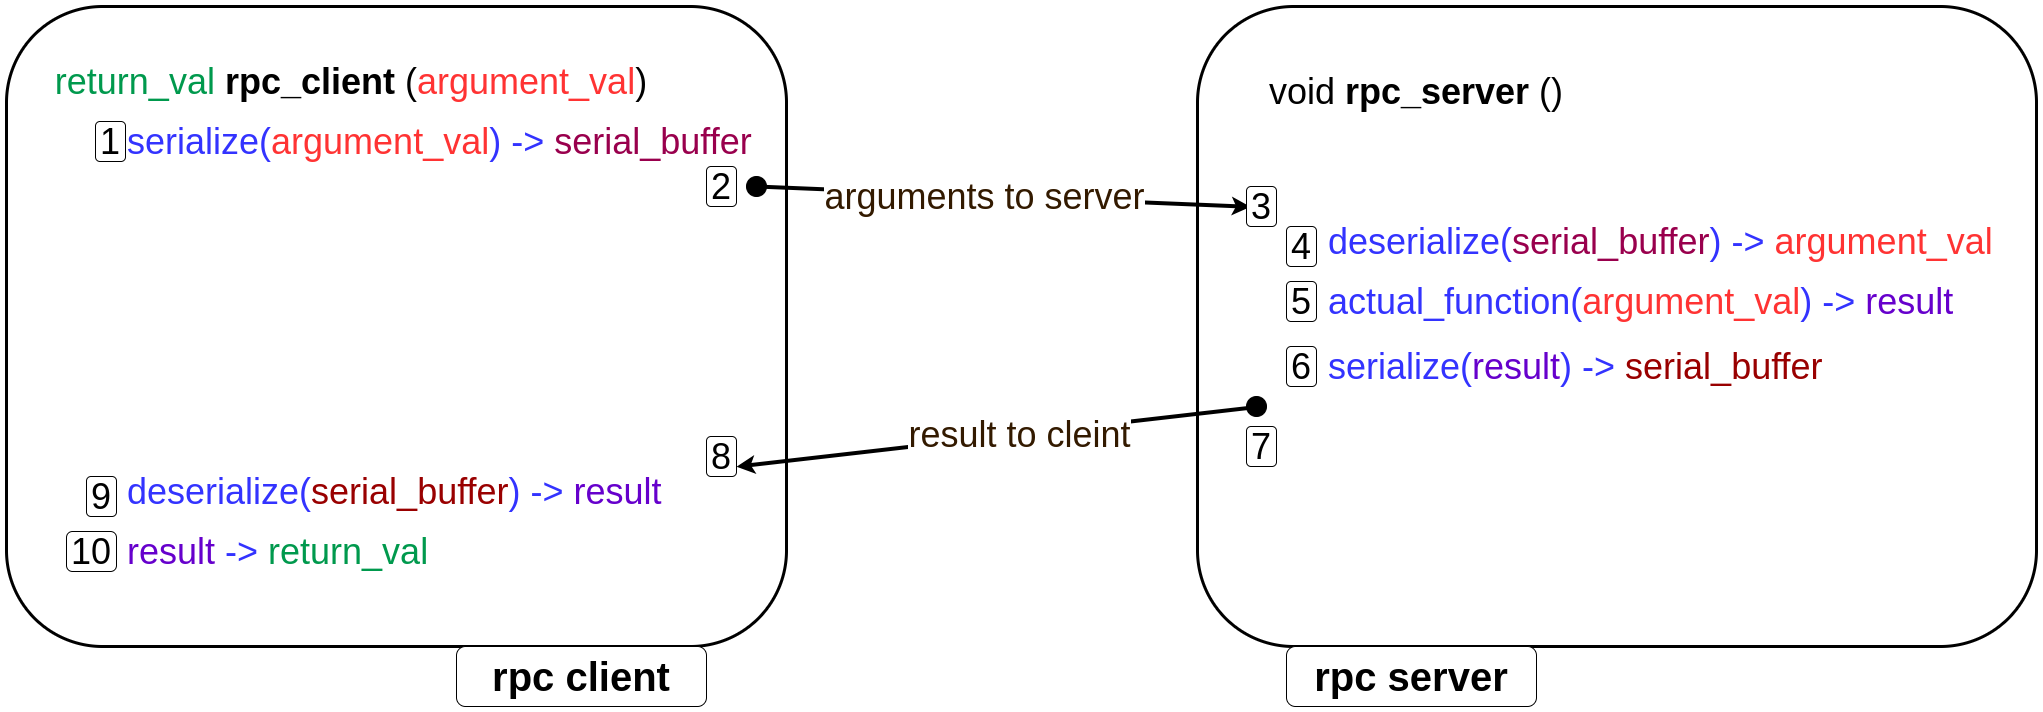 return_val rpc_client (argument_val)
1 serialize(argument_val) -> serial_buffer
2
arguments to server
8
9 deserialize(serial_buffer) -> result
10 result -> return_val
rpc client
void rpc_server ()
3
4 deserialize(serial_buffer) -> argument_val
5 actual_function(argument_val) -> result
6 serialize(result) -> serial_buffer
result to cleint
7
rpc server